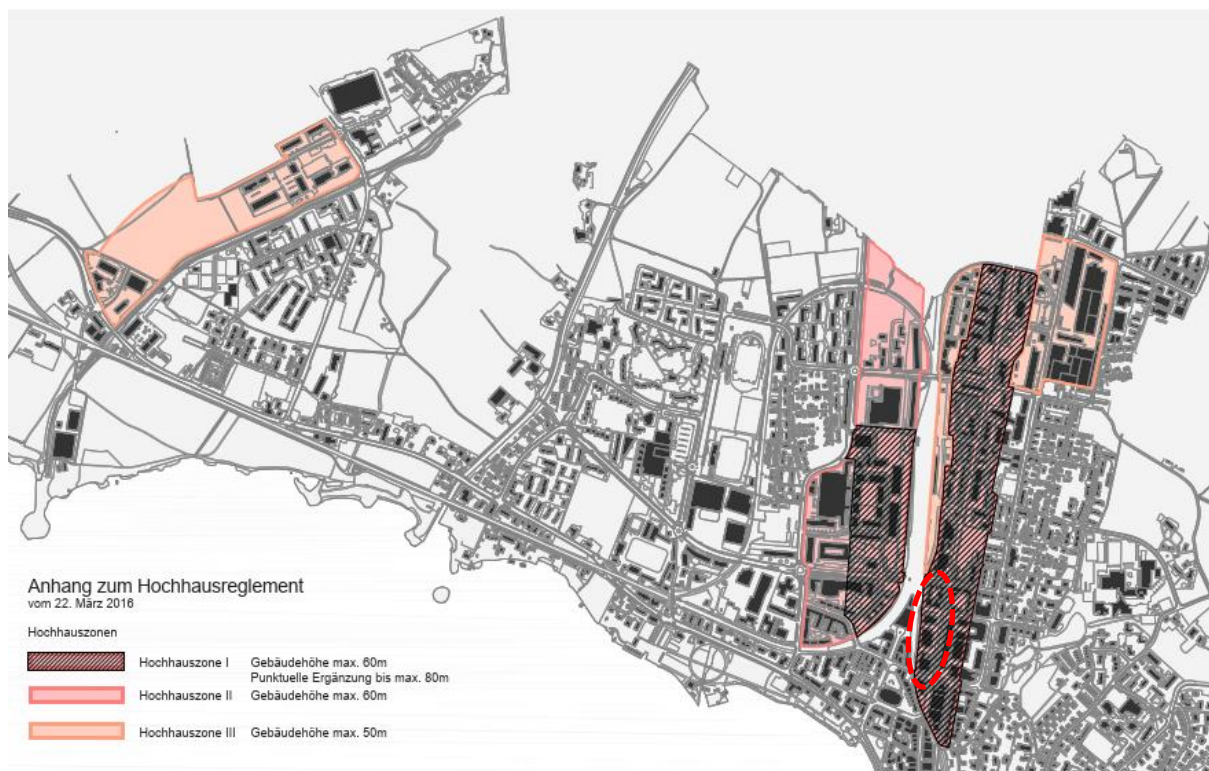 Anhang zum Hochhausreglement
vom 22. März 2016
Hochhauszonen
Hochhauszone I Gebäudehöhe max. 60m
Punktuelle Ergänzung bis max. 80m
Hochhauszone II Gebäudehöhe max. 60m
Hochhauszone III Gebäudehöhe max. 50m